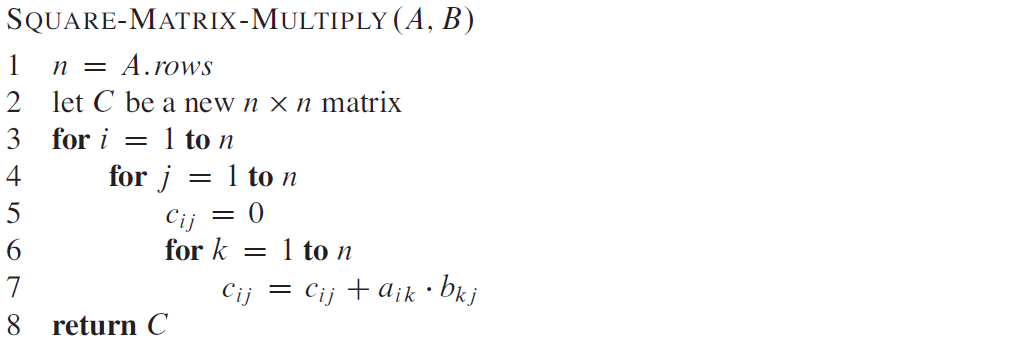 SQUARE-MATRIX-MULTIPLY(A, B)
1 n = A.rows
2 let C be a new n × n matrix
3 for i = 1 to n
4 for j = 1 to n
5 cij = 0
6 for k = 1 to n
7 cij = cij + aik · bkj
8 return C